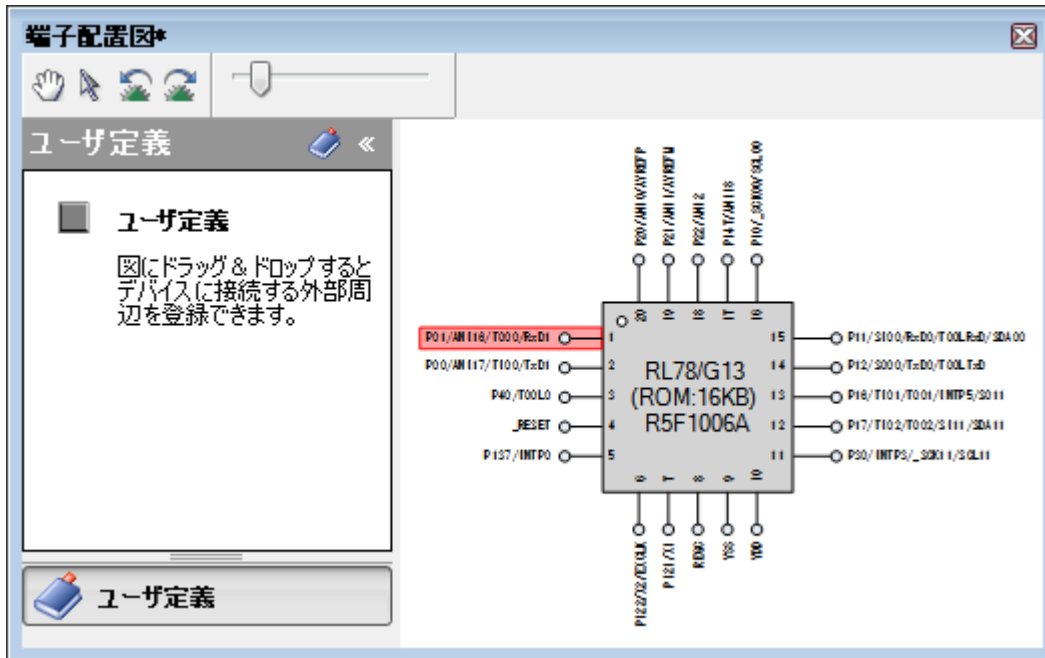 端子配置図*
ユーザ定義
«
ユーザ定義
図にドラッグ&ドロップすると
デバイスに接続する外部周
辺を登録できます。
ユーザ定義
P20/ANI0/AVREFP
P21/ANI1/AVREFM
P22/ANI2
P147/ANI18
P10/_SCK00/SCL00
20 19 18 17 16
P01/ANI16/TO00/RxD1 1
P00/ANI17/TI00/TxD1 2
P40/TOOL0 3
_RESET 4
P137/INTP0 5
RL78/G13
(ROM:16KB)
R5F1006A
15 P11/SI00/RxD0/TOOLRxD/SDA00
14 P12/SO00/TxD0/TOOLTxD
13 P16/TI01/TO01/INTP5/SO11
12 P17/TI02/TO02/SI11/SDA11
11 P30/INTP3/_SCK11/SCL11
6 7 8 9 10
P122/X2/EXCLK
P121/X1
REGC
VSS
VDD